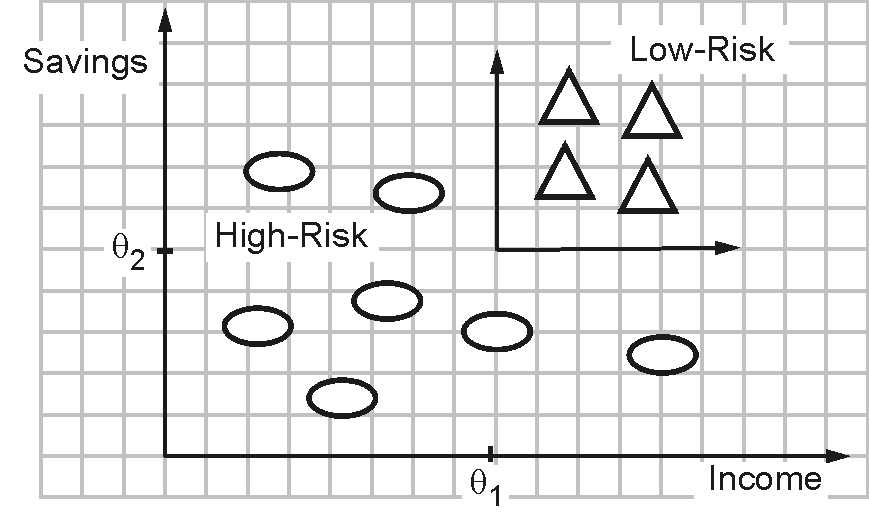 Savings
Low-Risk
High-Risk
θ2
θ1
Income